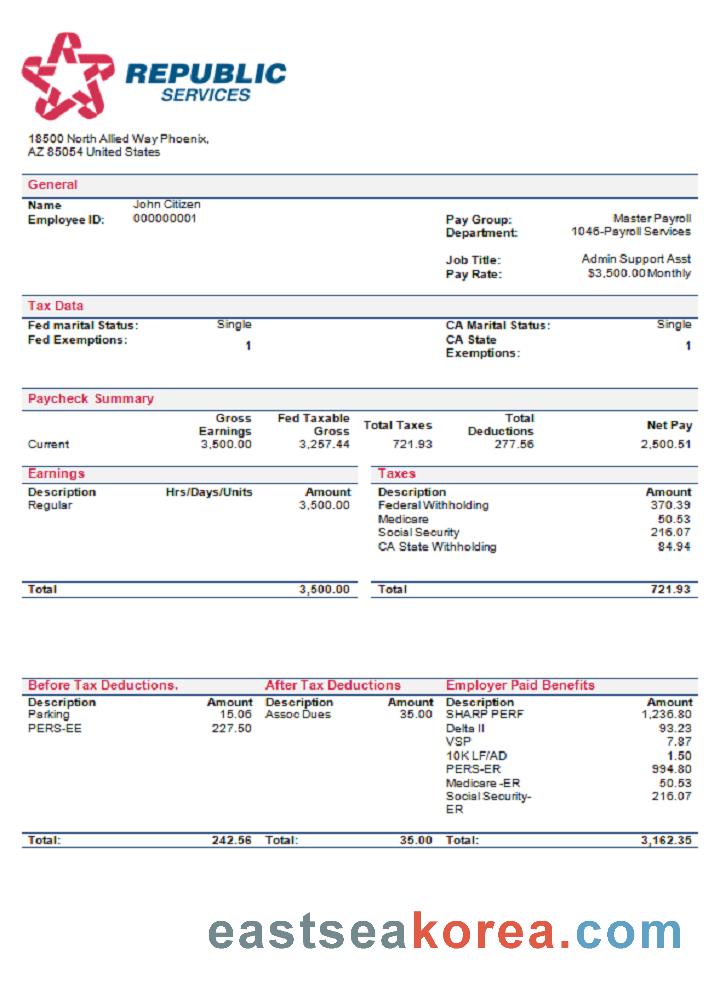 REPUBLIC
SERVICES
18500 North Allied Way Phoenix,
AZ 85054 United States
General
Name John Citizen
Employee ID: 000000001
Pay Group: Master Payroll
Department: 1046-Payroll Services
Job Title: Admin Support Asst
Pay Rate: $3,500.00 Monthly
Tax Data
Fed marital Status: Single
Fed Exemptions: 1
CA Marital Status: Single
CA State
Exemptions: 1
Paycheck Summary
Gross Earnings Fed Taxable Gross Total Taxes Total Deductions Net Pay
Current 3,500.00 3,257.44 721.93 277.56 2,500.51
Earnings
Description Hrs/Days/Units Amount
Regular 3,500.00
Total 3,500.00
Taxes
Description Amount
Federal Withholding 370.39
Medicare 50.53
Social Security 216.07
CA State Withholding 84.94
Total 721.93
Before Tax Deductions.
Description Amount
Parking 15.06
PERS-EE 227.50
Total: 242.56
After Tax Deductions
Description Amount
Assoc Dues 35.00
Total: 35.00
Employer Paid Benefits
Description Amount
SHARP PERF 1,236.80
Delta II 93.23
VSP 7.87
10K LF/AD 1.50
PERS-ER 994.80
Medicare -ER 50.53
Social Security- 216.07
ER
Total: 3,162.35
eastseakorea.com